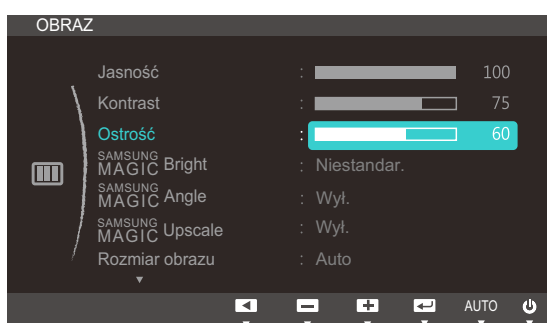 OBRAZ
Jasność : 100
Kontrast : 75
Ostrość : 60
SAMSUNG MAGIC Bright : Niestandar.
SAMSUNG MAGIC Angle : Wył.
SAMSUNG MAGIC Upscale : Wył.
Rozmiar obrazu : Auto
AUTO